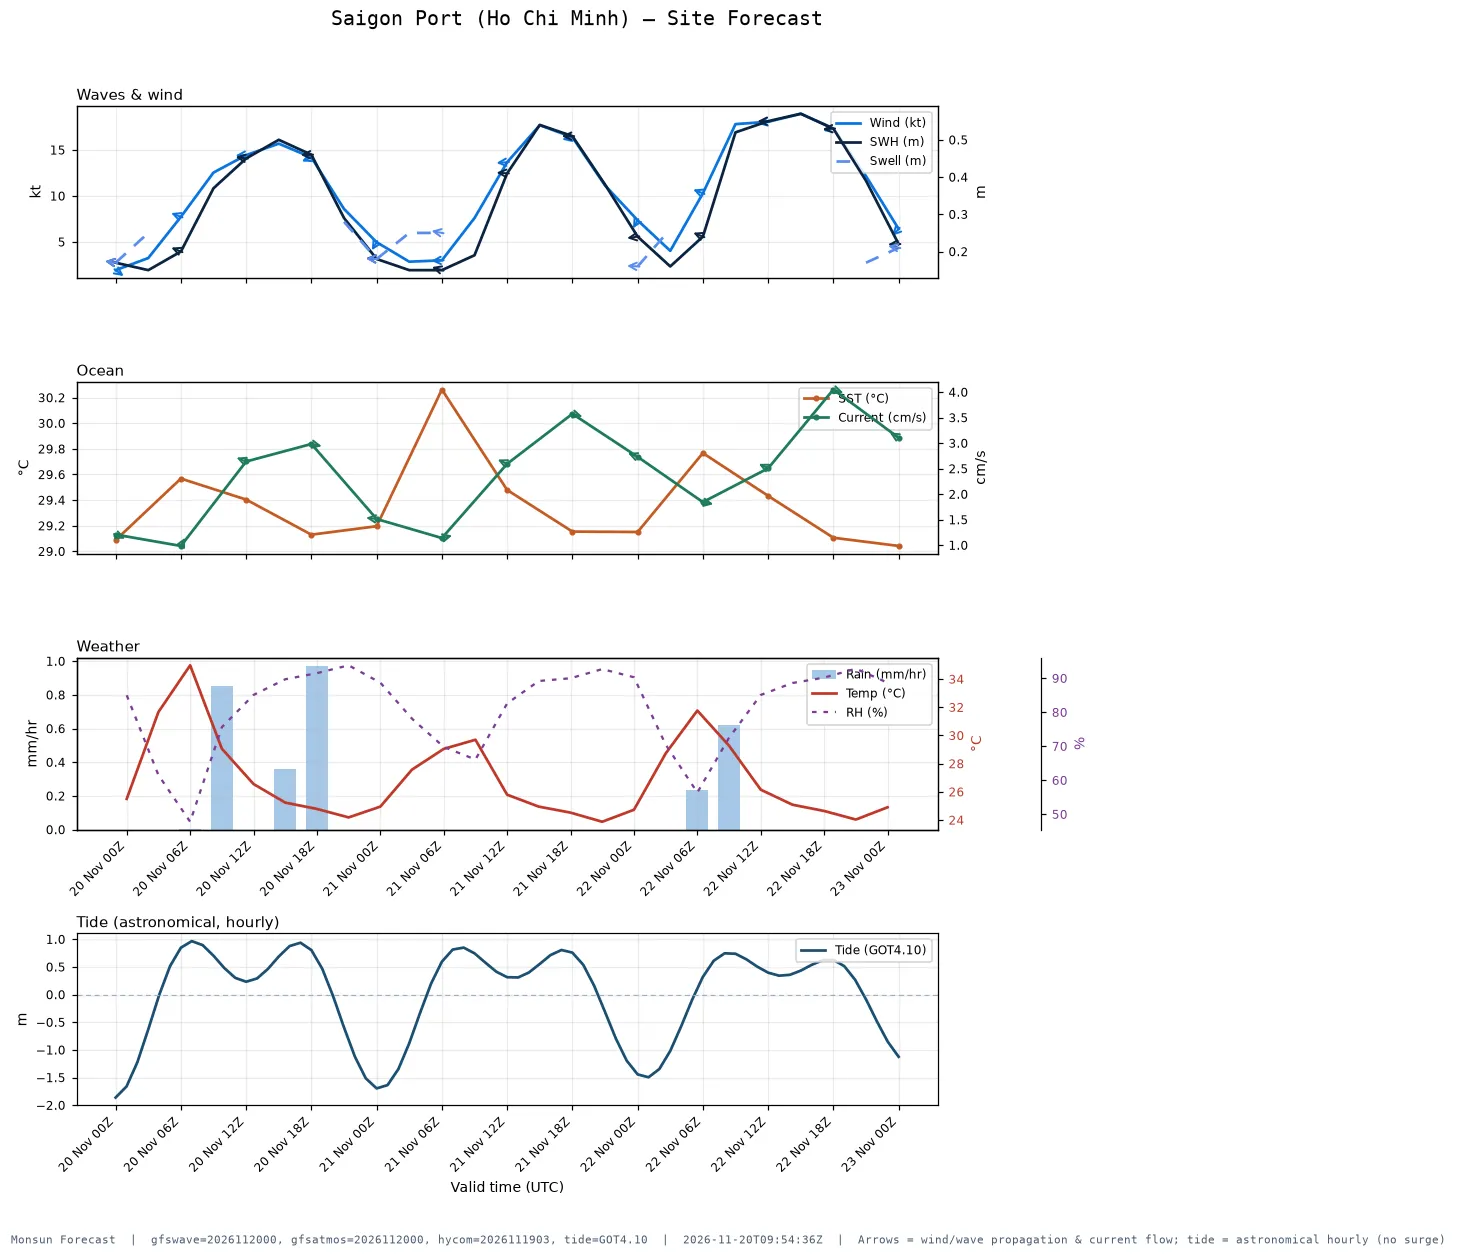 Saigon Port (Ho Chi Minh) — Site Forecast
Waves & wind
Wind (kt)
SWH (m)
Swell (m)
kt
15
10
5
0.5
0.4
0.3
0.2
m
Ocean
SST (°C)
Current (cm/s)
°C
30.2
30.0
29.8
29.6
29.4
29.2
29.0
4.0
3.5
3.0
2.5
2.0
1.5
1.0
cm/s
Weather
Rain (mm/hr)
Temp (°C)
RH (%)
mm/hr
1.0
0.8
0.6
0.4
0.2
0.0
34
32
30
28
26
24
°C
90
80
70
60
50
%
20 Nov 00Z
20 Nov 06Z
20 Nov 12Z
20 Nov 18Z
21 Nov 00Z
21 Nov 06Z
21 Nov 12Z
21 Nov 18Z
22 Nov 00Z
22 Nov 06Z
22 Nov 12Z
22 Nov 18Z
23 Nov 00Z
Tide (astronomical, hourly)
Tide (GOT4.10)
m
1.0
0.5
0.0
−0.5
−1.0
−1.5
−2.0
20 Nov 00Z
20 Nov 06Z
20 Nov 12Z
20 Nov 18Z
21 Nov 00Z
21 Nov 06Z
21 Nov 12Z
21 Nov 18Z
22 Nov 00Z
22 Nov 06Z
22 Nov 12Z
22 Nov 18Z
23 Nov 00Z
Valid time (UTC)
Monsun Forecast | gfswave=2026112000, gfsatmos=2026112000, hycom=2026111903, tide=GOT4.10 | 2026-11-20T09:54:36Z | Arrows = wind/wave propagation & current flow; tide = astronomical hourly (no surge)